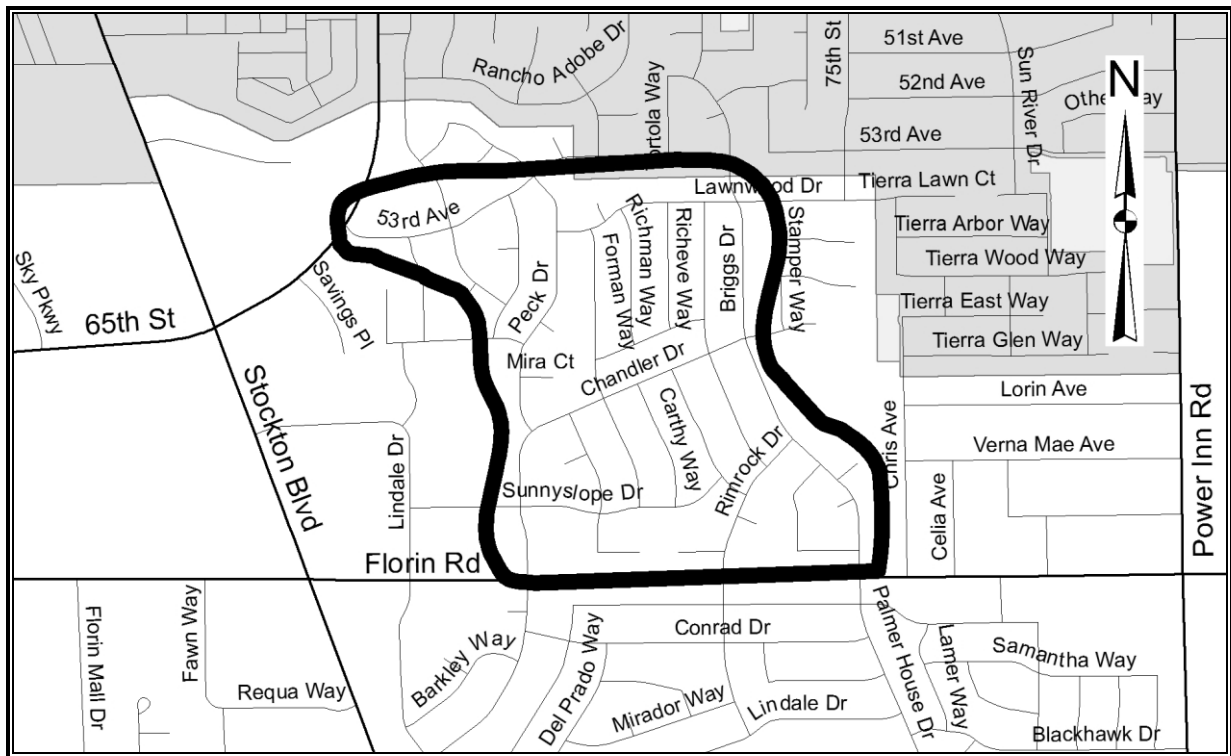 Rancho Adobe Dr
ortola Way
75th St
51st Ave
52nd Ave
53rd Ave
Sun River Dr
N
Lawnwood Dr
Tierra Lawn Ct
53rd Ave
Tierra Arbor Way
Tierra Wood Way
Tierra East Way
Tierra Glen Way
Sky Pkwy
65th St
Savings Pl
Peck Dr
Forman Way
Richman Way
Richeve Way
Briggs Dr
Stamper Way
Mira Ct
Chandler Dr
Lorin Ave
Verna Mae Ave
Stockton Blvd
Lindale Dr
Carthy Way
Rimrock Dr
Chris Ave
Celia Ave
Power Inn Rd
Sunnyslope Dr
Florin Rd
Florin Mall Dr
Fawn Way
Requa Way
Barkley Way
Del Prado Way
Conrad Dr
Mirador Way
Lindale Dr
Palmer House Dr
Lamer Way
Samantha Way
Blackhawk Dr